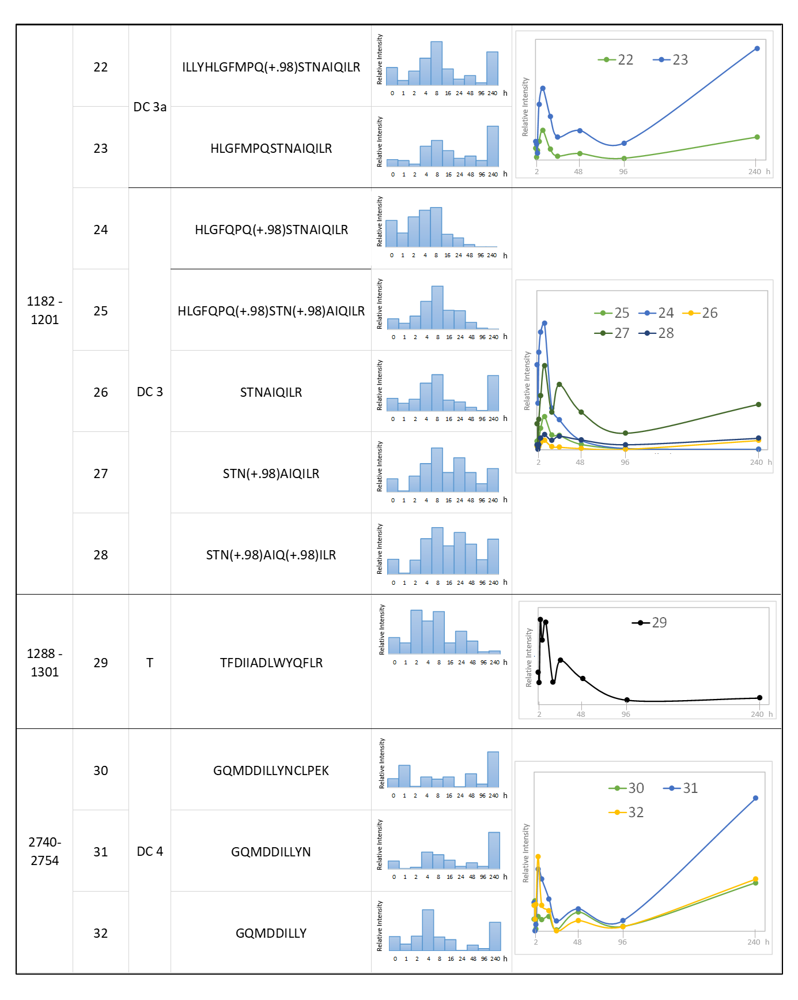 1182 -
1201
DC 3a
22
ILLYHLGFMPQ(+.98)STNAIQILR
Relative Intensity
0 1 2 4 8 16 24 48 96 240 h
23
HLGFMPQSTNAIQILR
Relative Intensity
0 1 2 4 8 16 24 48 96 240 h
22 23
Relative Intensity
2 48 96 240 h
DC 3
24
HLGFQPQ(+.98)STNAIQILR
Relative Intensity
0 1 2 4 8 16 24 48 96 240 h
25
HLGFQPQ(+.98)STN(+.98)AIQILR
Relative Intensity
0 1 2 4 8 16 24 48 96 240 h
26
STNAIQILR
Relative Intensity
0 1 2 4 8 16 24 48 96 240 h
27
STN(+.98)AIQILR
Relative Intensity
0 1 2 4 8 16 24 48 96 240 h
28
STN(+.98)AIQ(+.98)ILR
Relative Intensity
0 1 2 4 8 16 24 48 96 240 h
25 24 26
27 28
Relative Intensity
2 48 96 240 h
1288 -
1301
29
T
TFDIIADLWYQFLR
Relative Intensity
0 1 2 4 8 16 24 48 96 240 h
29
Relative Intensity
2 48 96 240 h
2740-
2754
DC 4
30
GQMDDILLYNCLPEK
Relative Intensity
0 1 2 4 8 16 24 48 96 240 h
31
GQMDDILLYN
Relative Intensity
0 1 2 4 8 16 24 48 96 240 h
32
GQMDDILLY
Relative Intensity
0 1 2 4 8 16 24 48 96 240 h
30 31
32
Relative Intensity
2 48 96 240 h